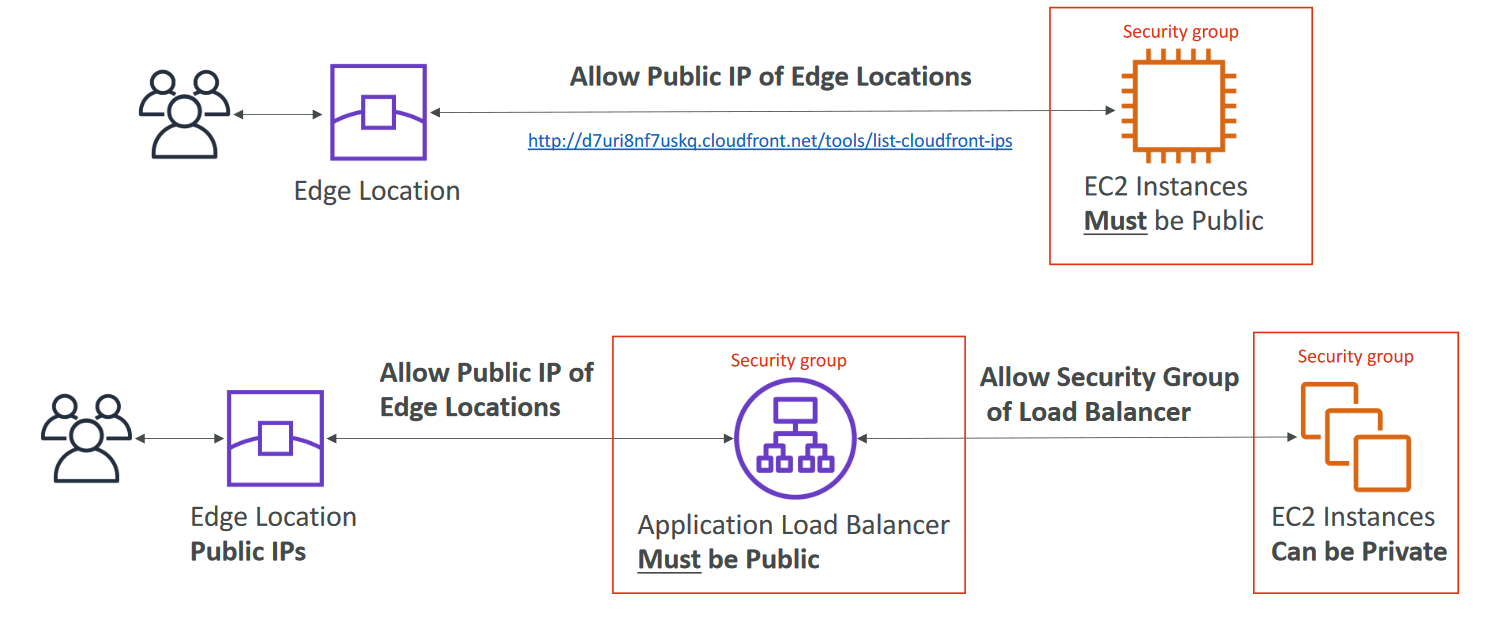 Security group
Allow Public IP of Edge Locations
http://d7uri8nf7uskq.cloudfront.net/tools/list-cloudfront-ips
Edge Location
EC2 Instances
Must be Public
Allow Public IP of
Edge Locations
Security group
Allow Security Group
of Load Balancer
Security group
Edge Location
Public IPs
Application Load Balancer
Must be Public
EC2 Instances
Can be Private